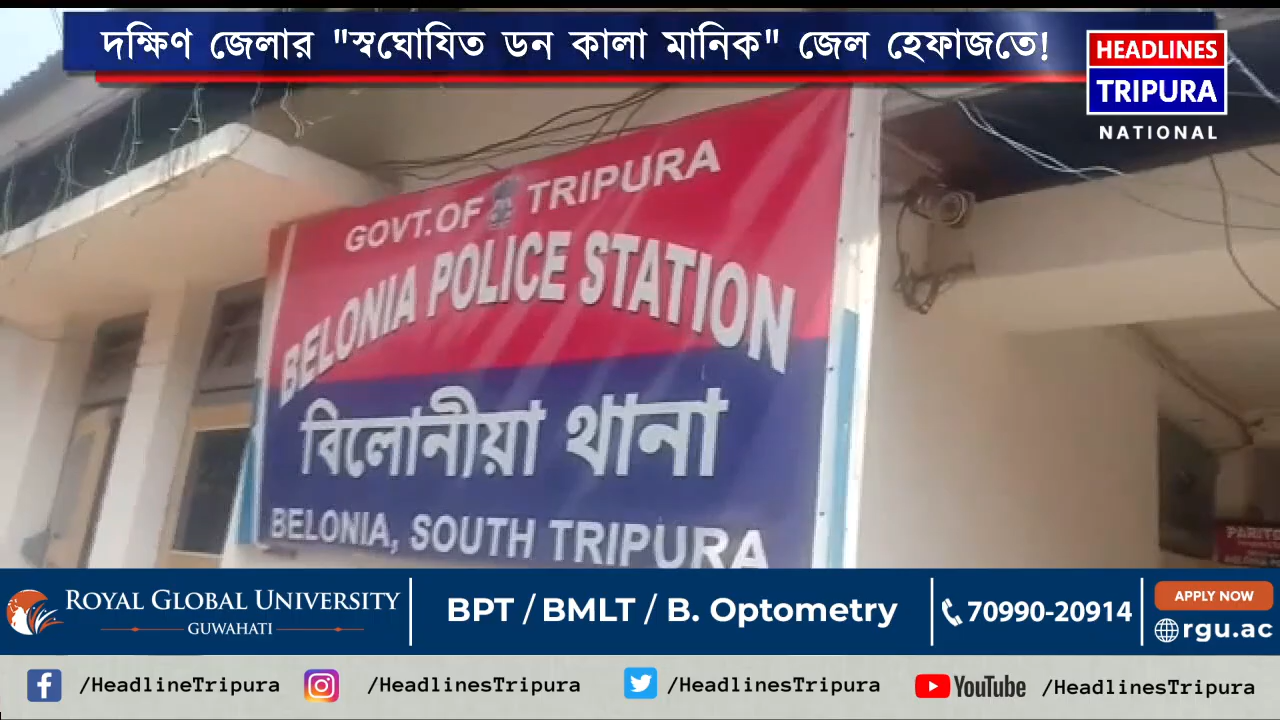 দক্ষিণ জেলার "স্বঘোষিত ডন কালা মানিক" জেল হেফাজতে!
HEADLINES
TRIPURA
NATIONAL
GOVT.OF TRIPURA
BELONIA POLICE STATION
বিলোনীয়া থানা
BELONIA, SOUTH TRIPURA
ROYAL GLOBAL UNIVERSITY
GUWAHATI
BPT / BMLT / B. Optometry
70990-20914
APPLY NOW
rgu.ac
/HeadlineTripura
/HeadlinesTripura
/HeadlinesTripura
YouTube /HeadlinesTripura